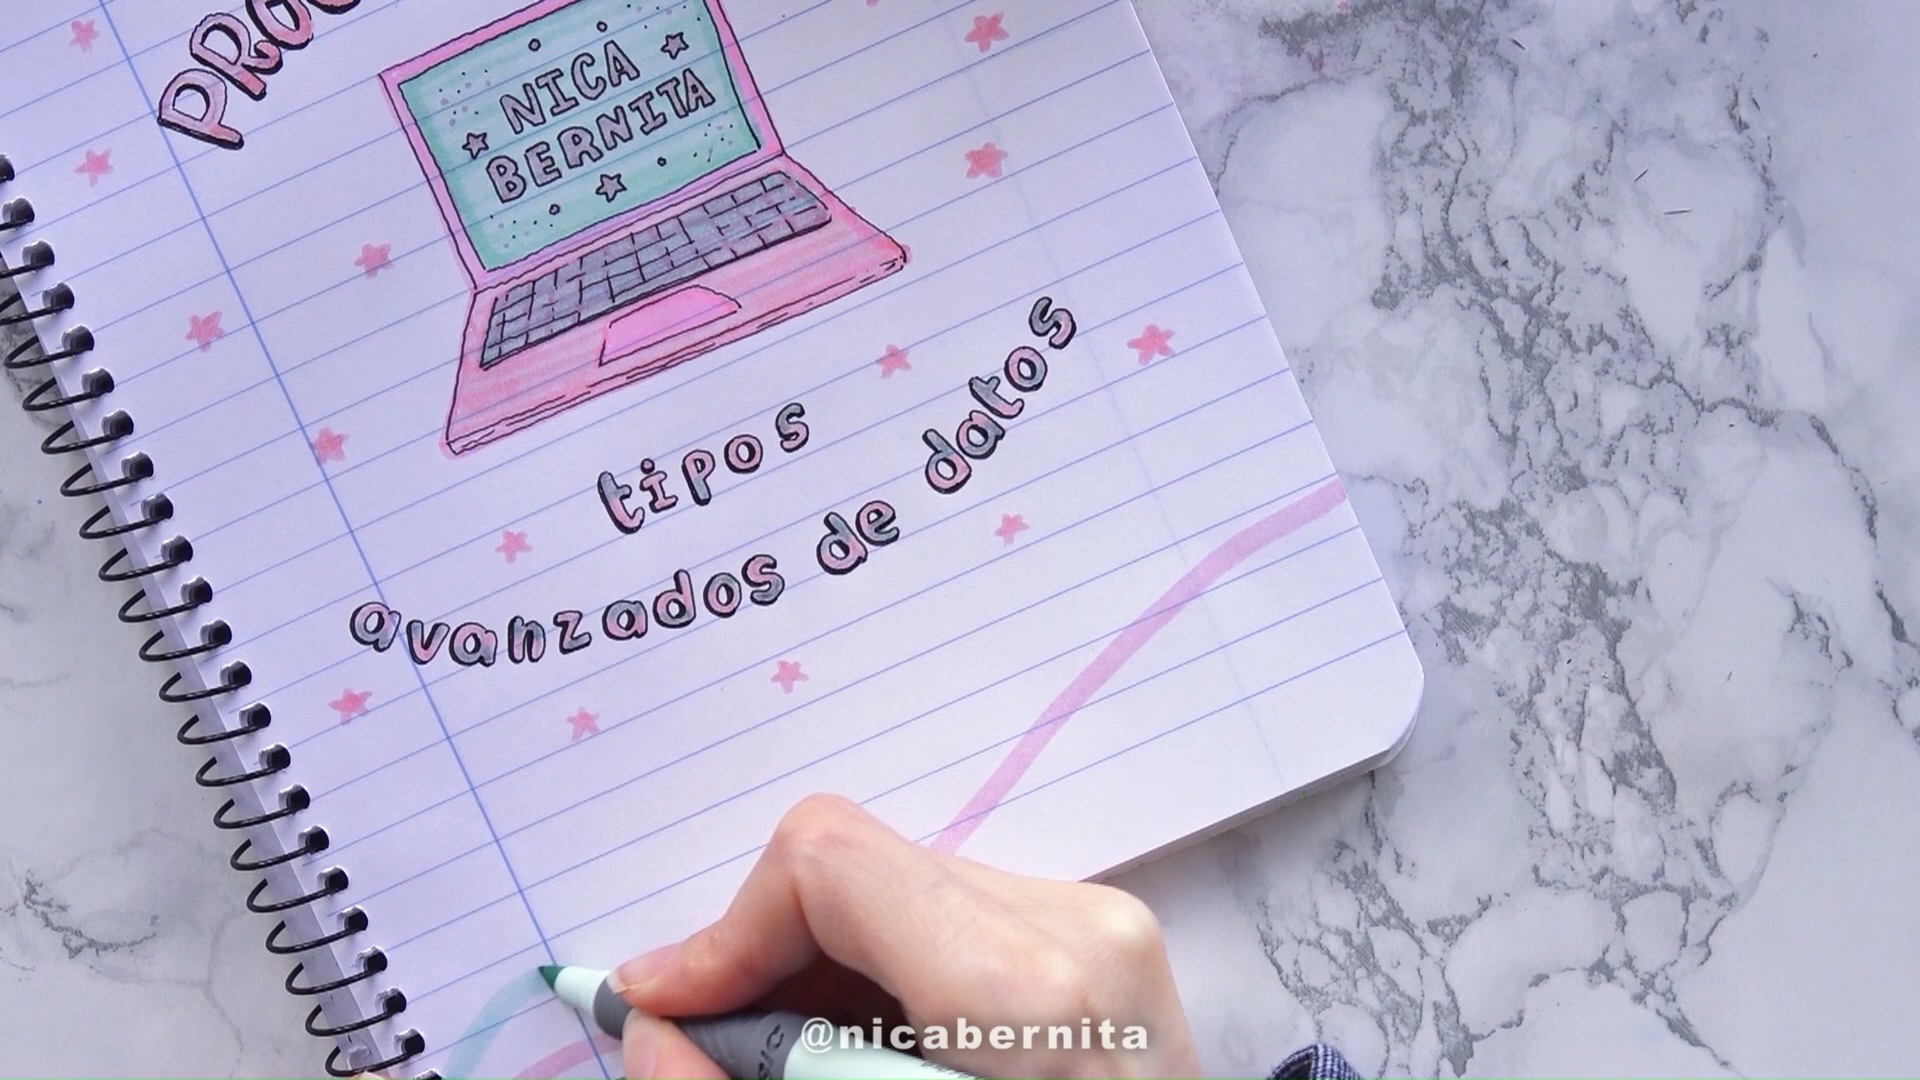 NICA
BERNITA
tipos
avanzados de datos
@nicabernita